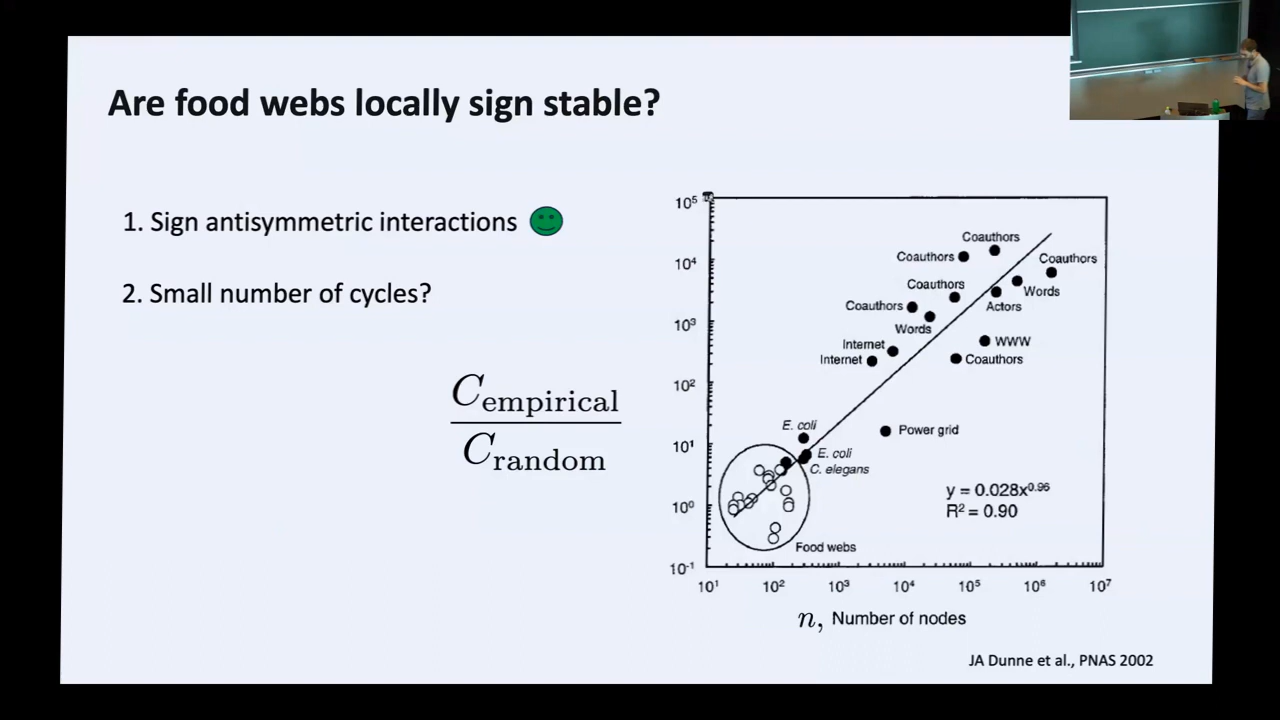 Are food webs locally sign stable?
1. Sign antisymmetric interactions
2. Small number of cycles?
C_empirical
C_random
10^5
10^4
10^3
10^2
10^1
10^0
10^-1
Coauthors
Coauthors
Coauthors
Coauthors
Coauthors
Words
Actors
Words
Internet
Internet
WWW
Coauthors
E. coli
Power grid
E. coli
C. elegans
y = 0.028x^0.96
R^2 = 0.90
Food webs
10^1 10^2 10^3 10^4 10^5 10^6 10^7
n, Number of nodes
JA Dunne et al., PNAS 2002